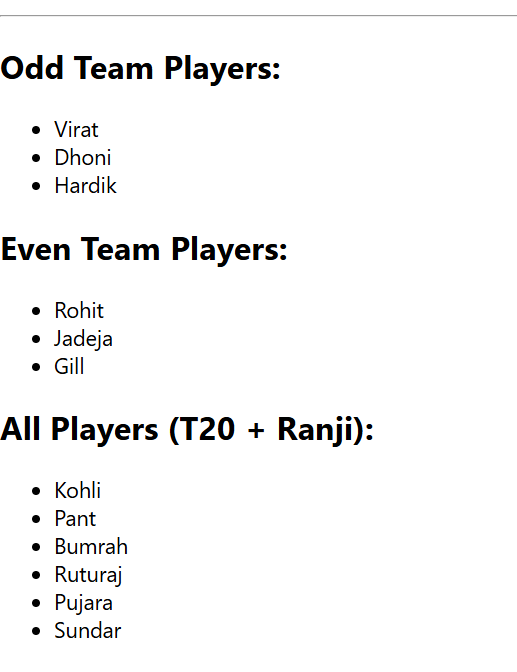 Odd Team Players:
Virat
Dhoni
Hardik
Even Team Players:
Rohit
Jadeja
Gill
All Players (T20 + Ranji):
Kohli
Pant
Bumrah
Ruturaj
Pujara
Sundar